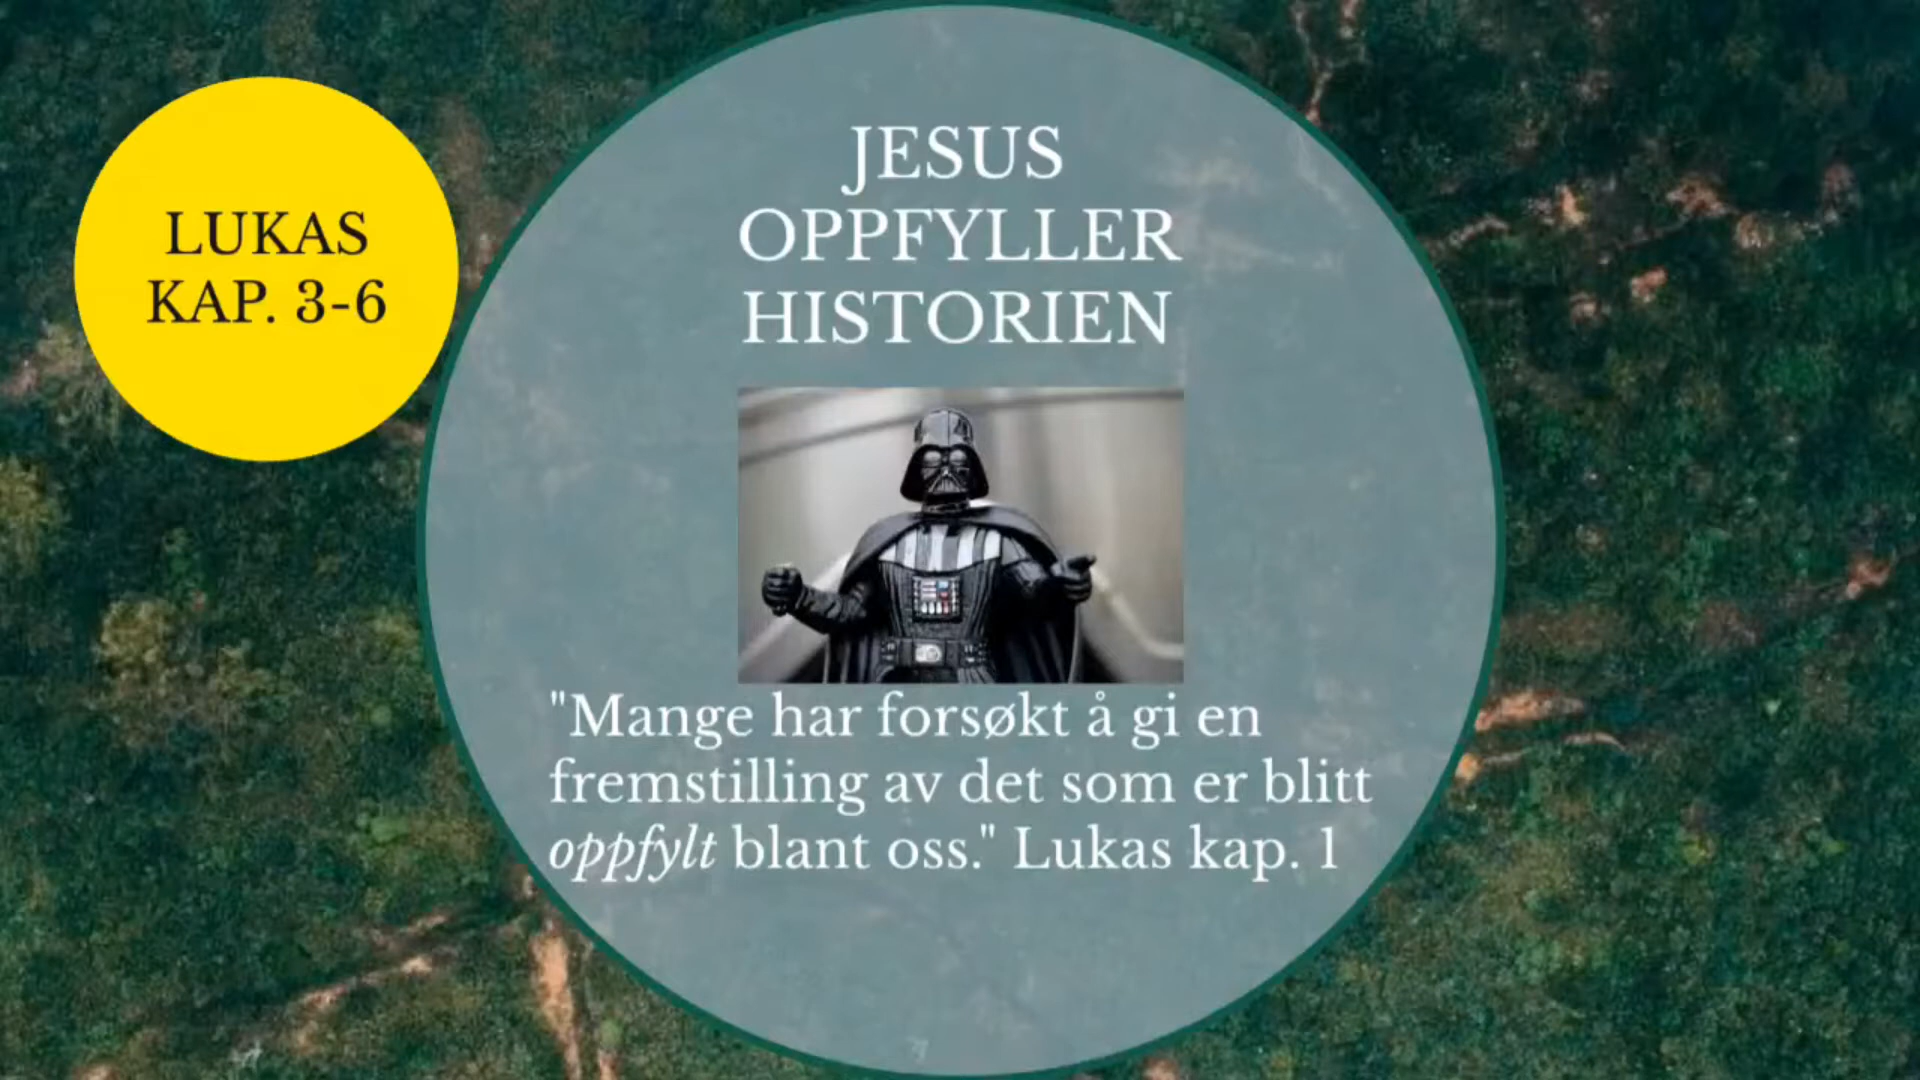 LUKAS
KAP. 3-6
JESUS
OPPFYLLER
HISTORIEN
"Mange har forsøkt å gi en
fremstilling av det som er blitt
oppfylt blant oss." Lukas kap. 1